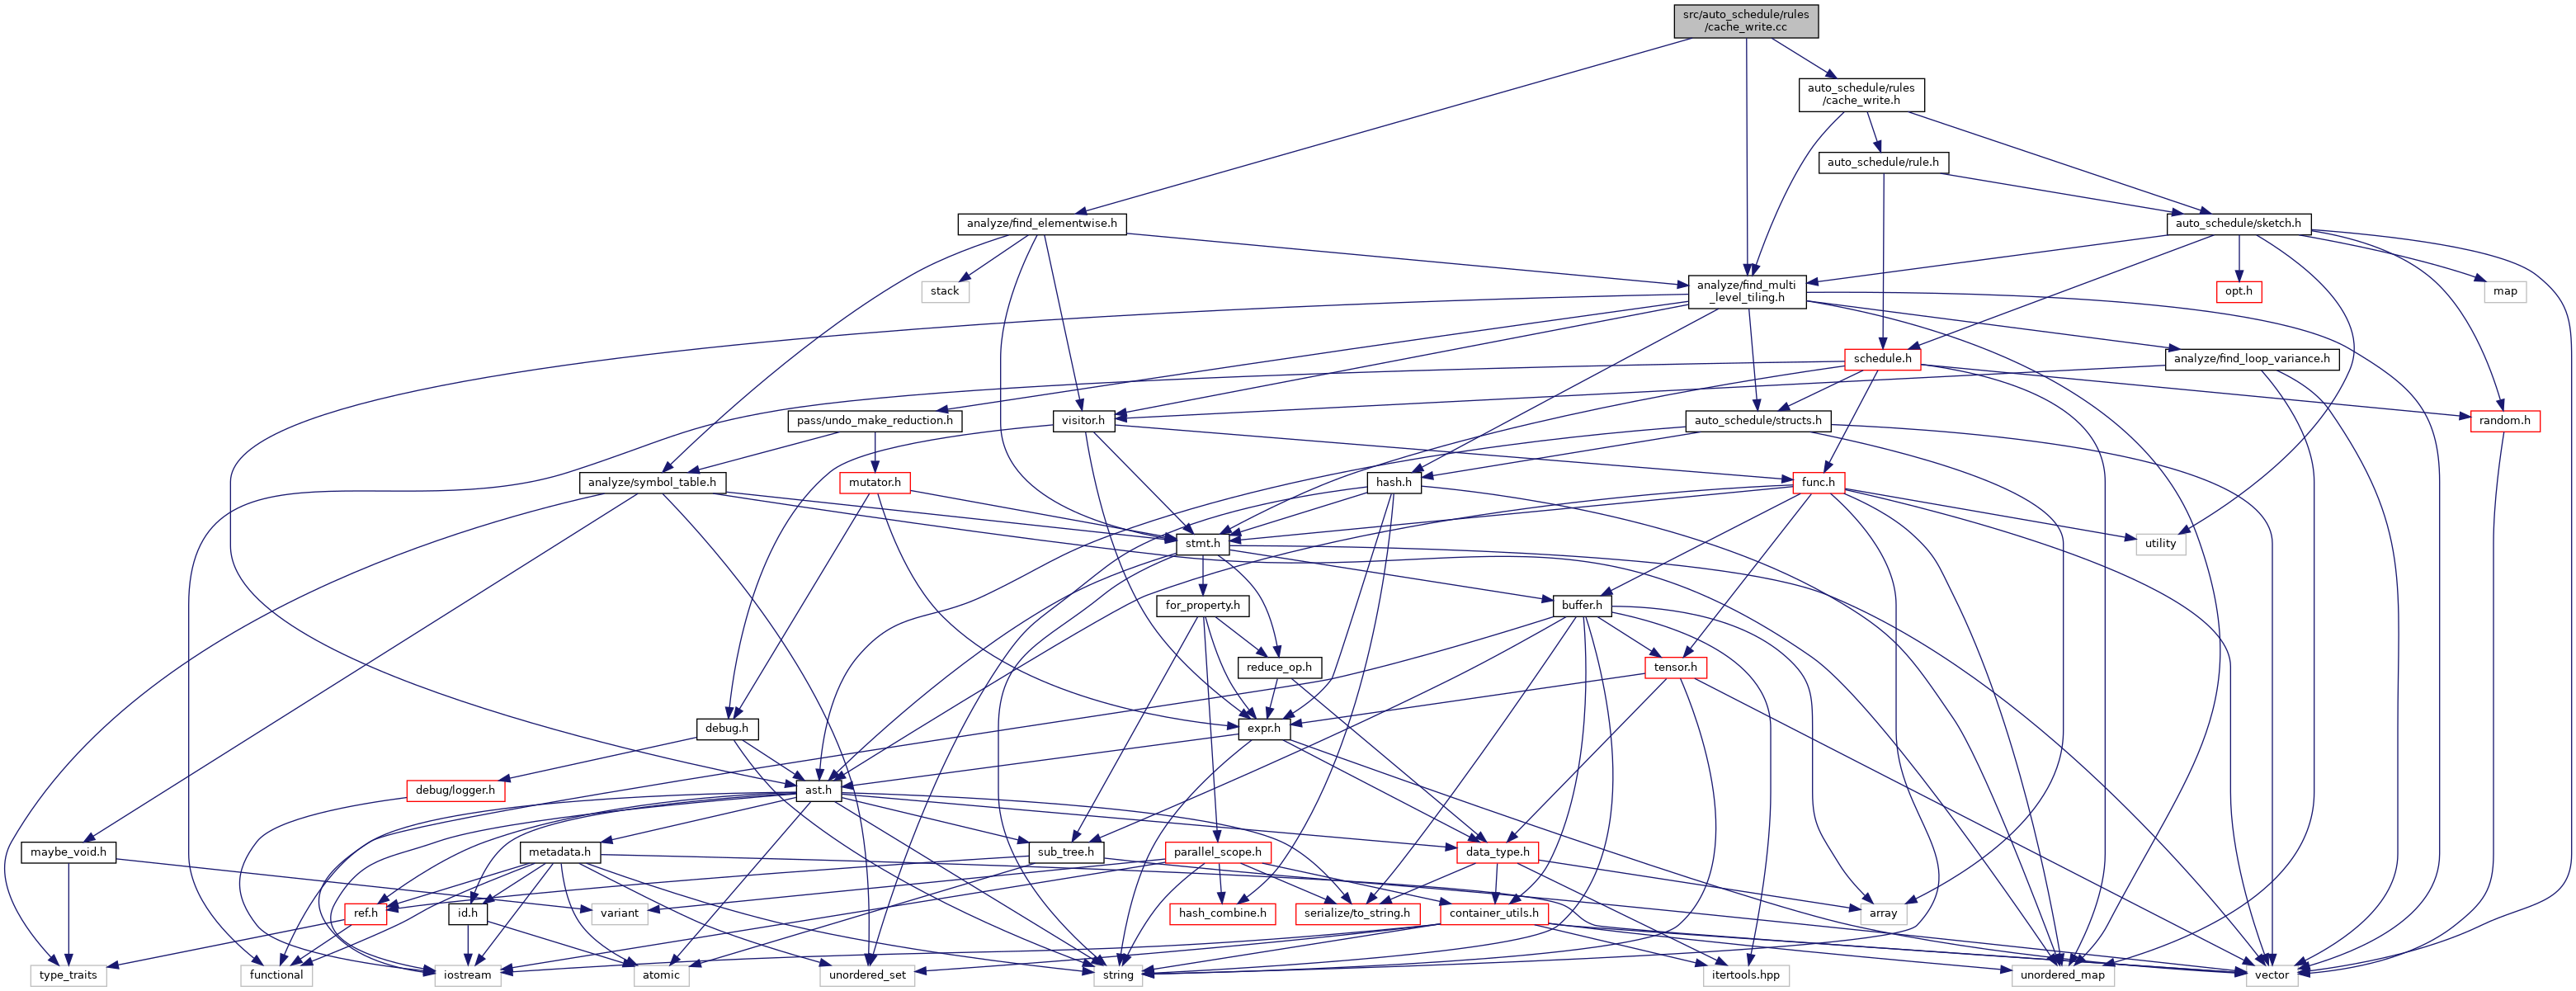 src/auto_schedule/rules
/cache_write.cc
auto_schedule/rules
/cache_write.h
auto_schedule/rule.h
analyze/find_elementwise.h
auto_schedule/sketch.h
stack
analyze/find_multi
_level_tiling.h
opt.h
map
schedule.h
analyze/find_loop_variance.h
pass/undo_make_reduction.h
visitor.h
auto_schedule/structs.h
random.h
analyze/symbol_table.h
mutator.h
hash.h
func.h
stmt.h
utility
for_property.h
buffer.h
reduce_op.h
tensor.h
debug.h
expr.h
debug/logger.h
ast.h
maybe_void.h
metadata.h
sub_tree.h
parallel_scope.h
data_type.h
ref.h
id.h
variant
hash_combine.h
serialize/to_string.h
container_utils.h
array
type_traits
functional
iostream
atomic
unordered_set
string
itertools.hpp
unordered_map
vector